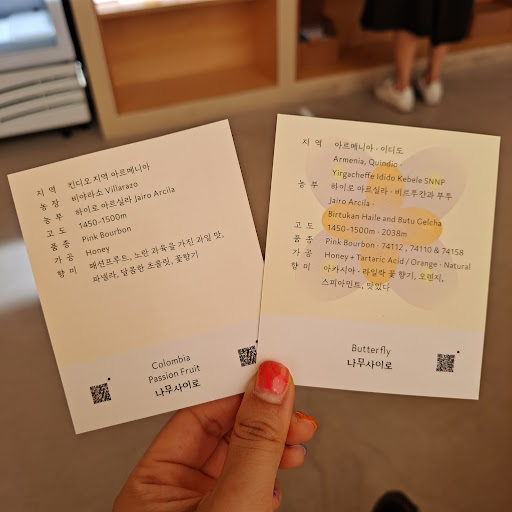 지 역 킨디오 지역 아르메니아
농 장 비야라소 Villarazo
농 부 하이로 아르실라 Jairo Arcila
고 도 1450-1500m
품 종 Pink Bourbon
가 공 Honey
향 미 패션프루트, 노란 과육을 가진 과일 맛,
파넬라, 달콤한 초콜릿, 꽃향기
Colombia
Passion Fruit
나무사이로
지 역 아르메니아 · 이디도
Armenia, Quindio ·
Yirgacheffe Idido Kebele SNNP
농 부 하이로 아르실라 · 비르투칸과 부투
Jairo Arcila ·
Birtukan Haile and Butu Gelcha
고 도 1450-1500m · 2038m
품 종 Pink Bourbon · 74112 , 74110 & 74158
가 공 Honey + Tartaric Acid / Orange · Natural
향 미 아카시아 · 라일락 꽃 향기, 오렌지,
스피아민트, 맛있다
Butterfly
나무사이로